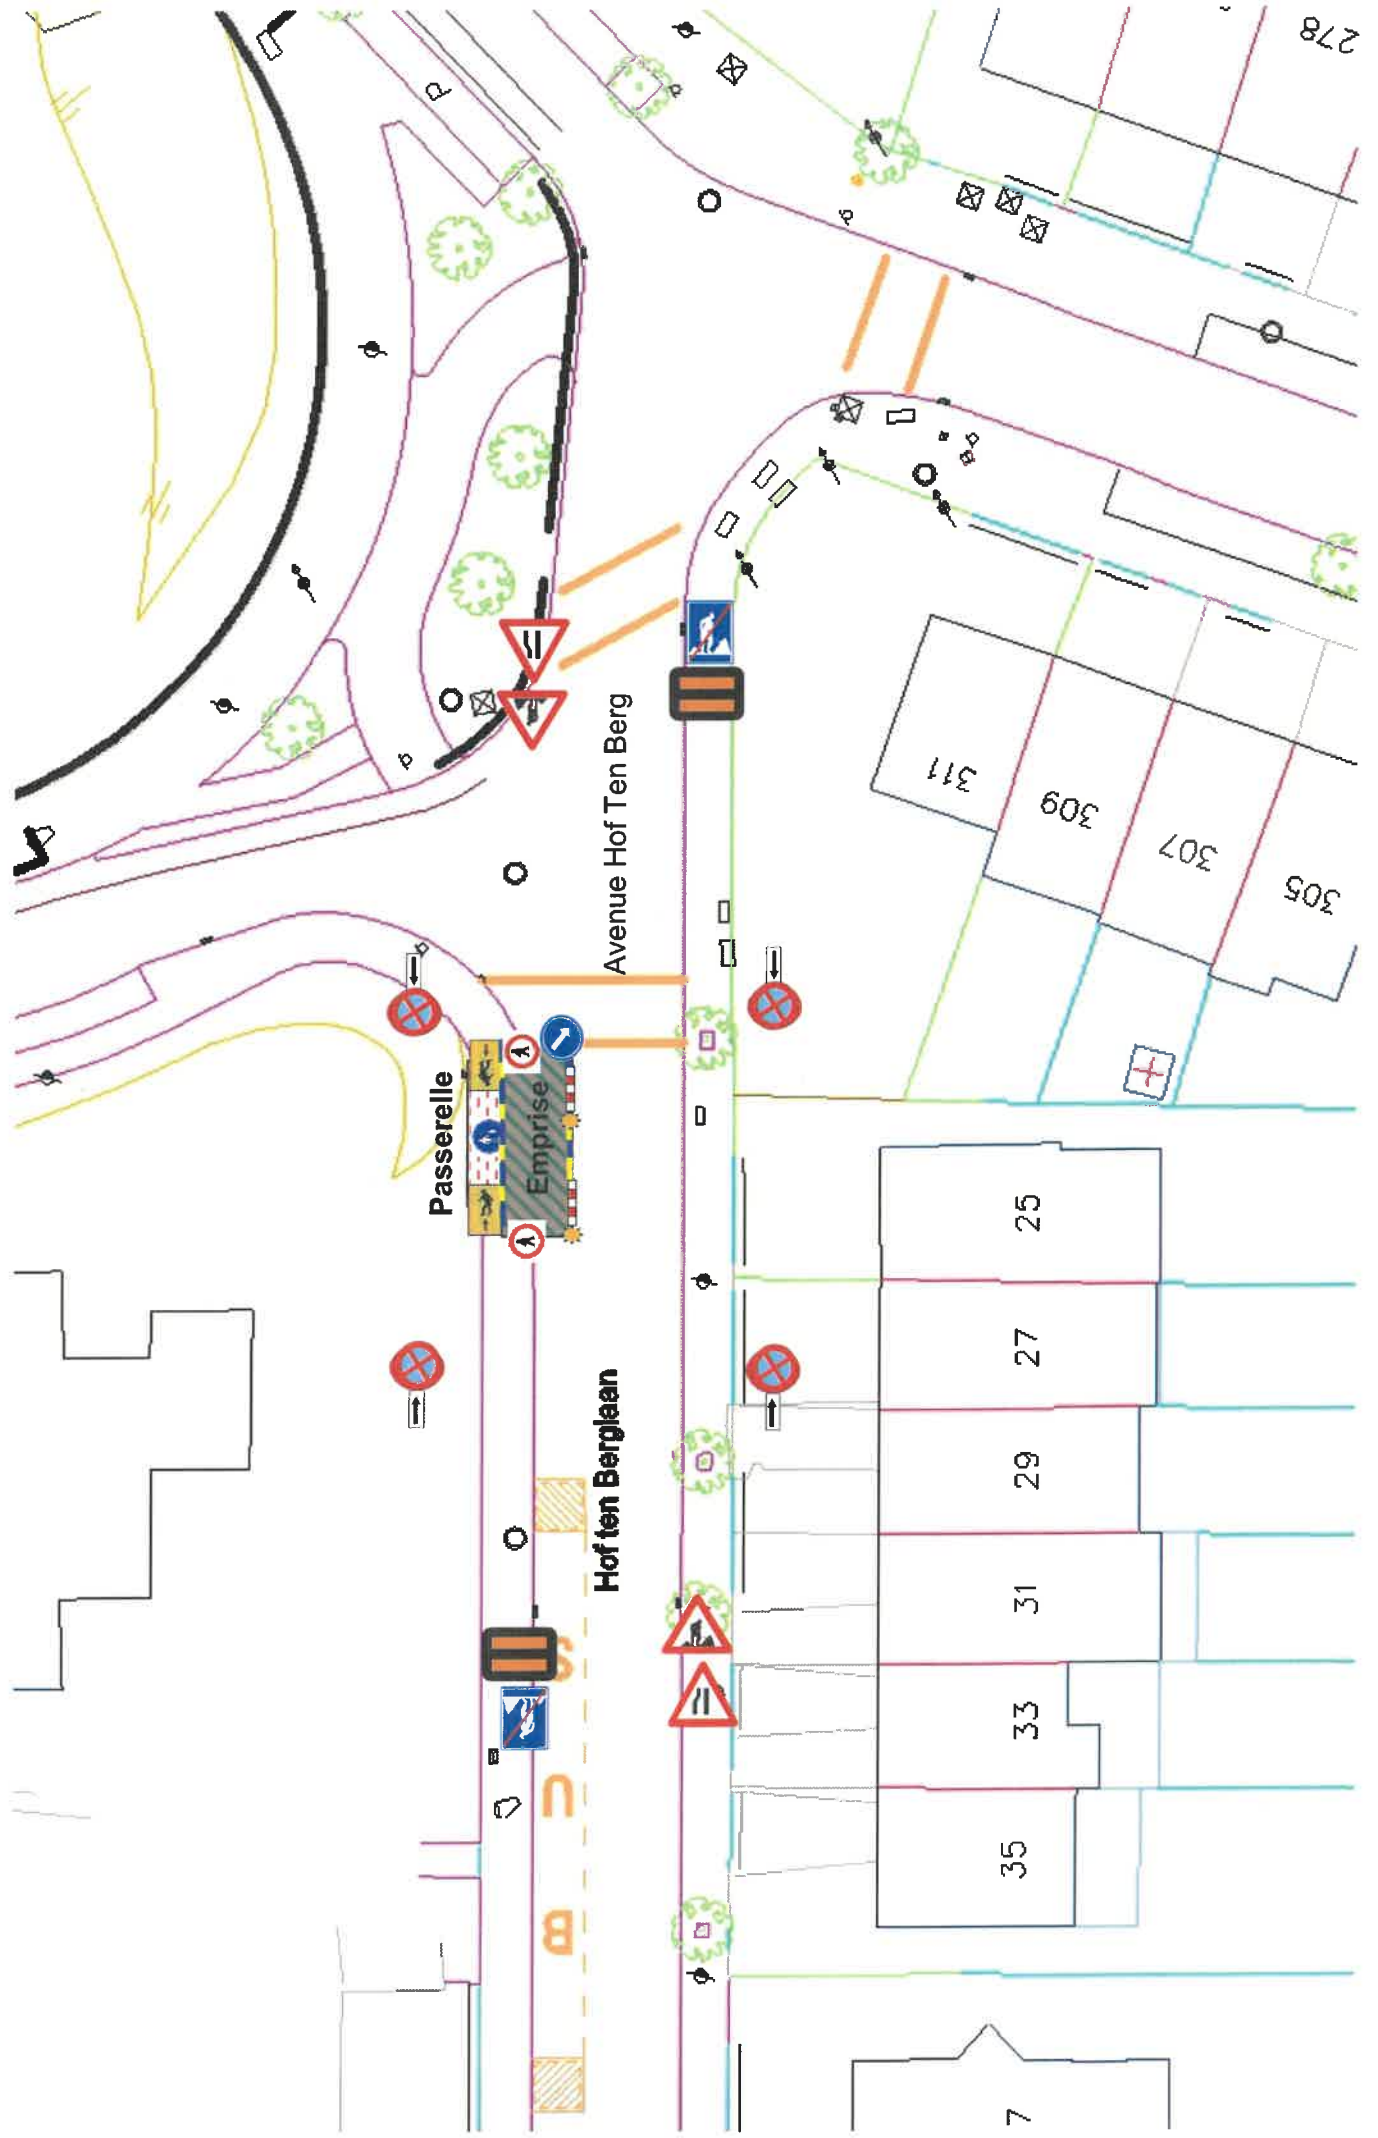 278
P
Avenue Hof Ten Berg
311
309
307
305
Passerelle
Emprise
Hof ten Berglaan
BUS
25
27
29
31
33
35
7